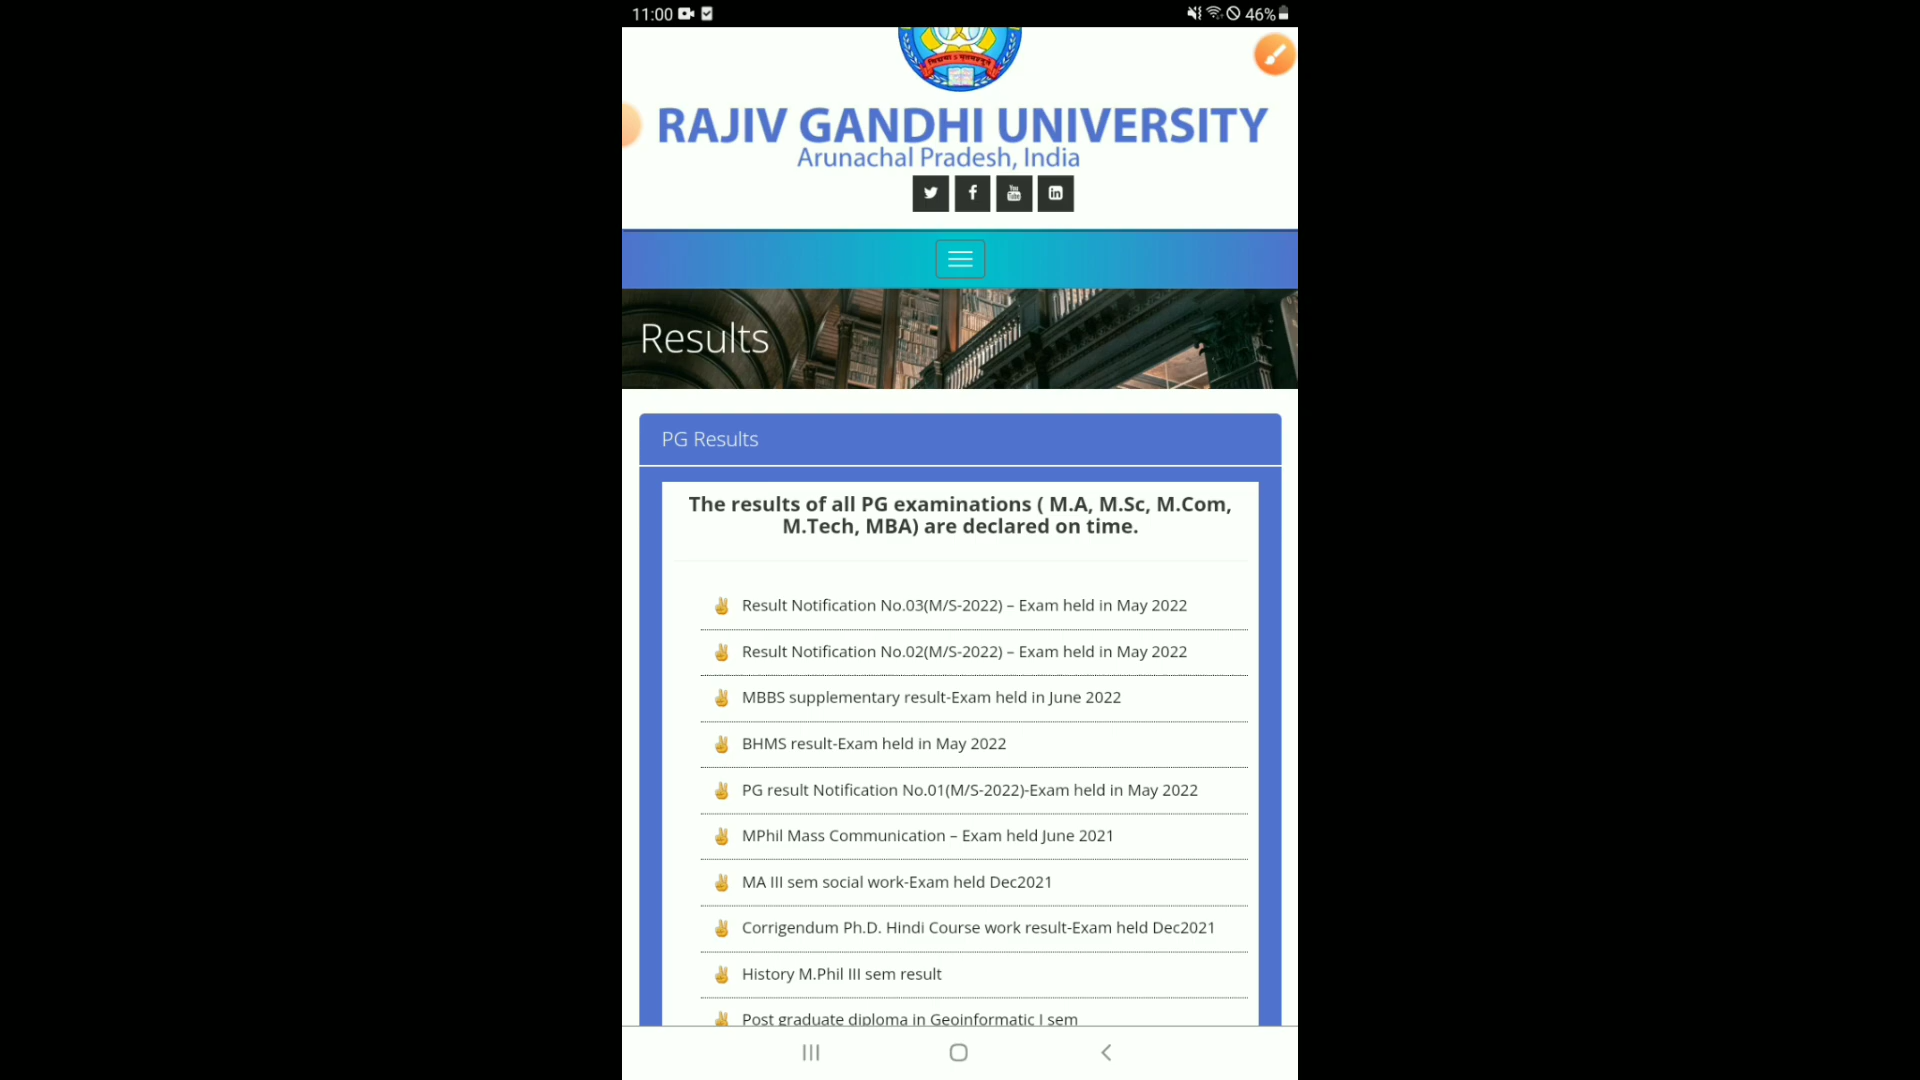 11:00
46%
RAJIV GANDHI UNIVERSITY
Arunachal Pradesh, India
Results
PG Results
The results of all PG examinations ( M.A, M.Sc, M.Com,
M.Tech, MBA) are declared on time.
Result Notification No.03(M/S-2022) – Exam held in May 2022
Result Notification No.02(M/S-2022) – Exam held in May 2022
MBBS supplementary result-Exam held in June 2022
BHMS result-Exam held in May 2022
PG result Notification No.01(M/S-2022)-Exam held in May 2022
MPhil Mass Communication – Exam held June 2021
MA III sem social work-Exam held Dec2021
Corrigendum Ph.D. Hindi Course work result-Exam held Dec2021
History M.Phil III sem result
Post graduate diploma in Geoinformatic I sem